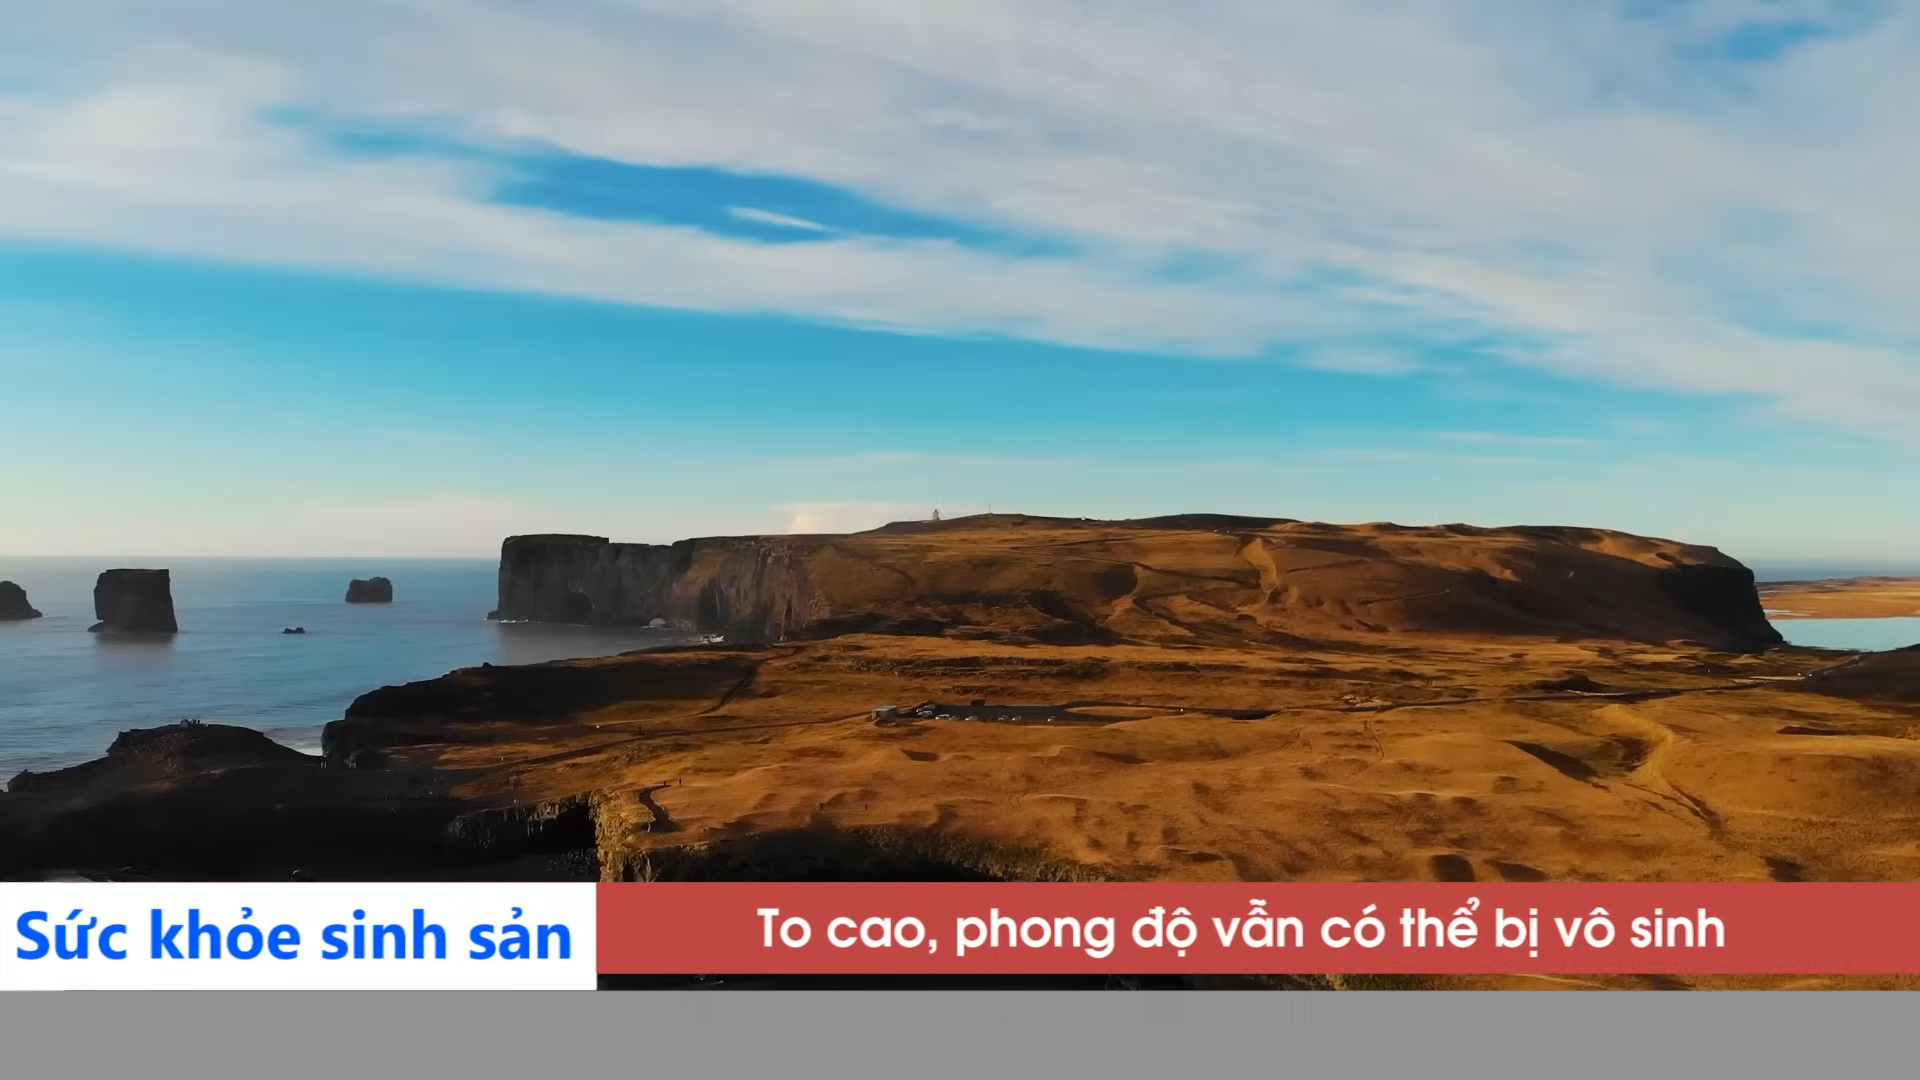 Sức khỏe sinh sản
To cao, phong độ vẫn có thể bị vô sinh